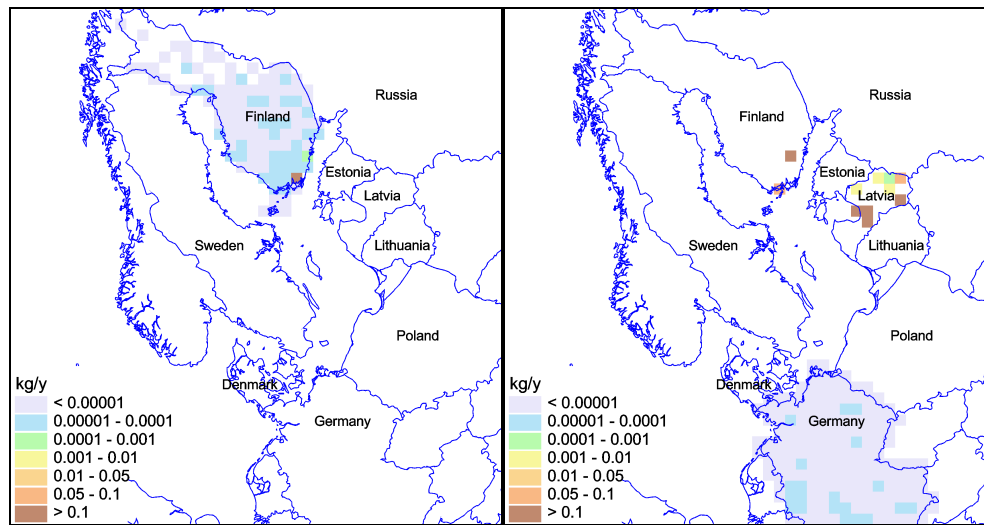 Russia
Finland
Estonia
Latvia
Sweden
Lithuania
Poland
kg/y
Denmark
< 0.00001
0.00001 - 0.0001
Germany
0.0001 - 0.001
0.001 - 0.01
0.01 - 0.05
0.05 - 0.1
> 0.1
Russia
Finland
Estonia
Latvia
Sweden
Lithuania
Poland
kg/y
Denmark
< 0.00001
0.00001 - 0.0001
Germany
0.0001 - 0.001
0.001 - 0.01
0.01 - 0.05
0.05 - 0.1
> 0.1